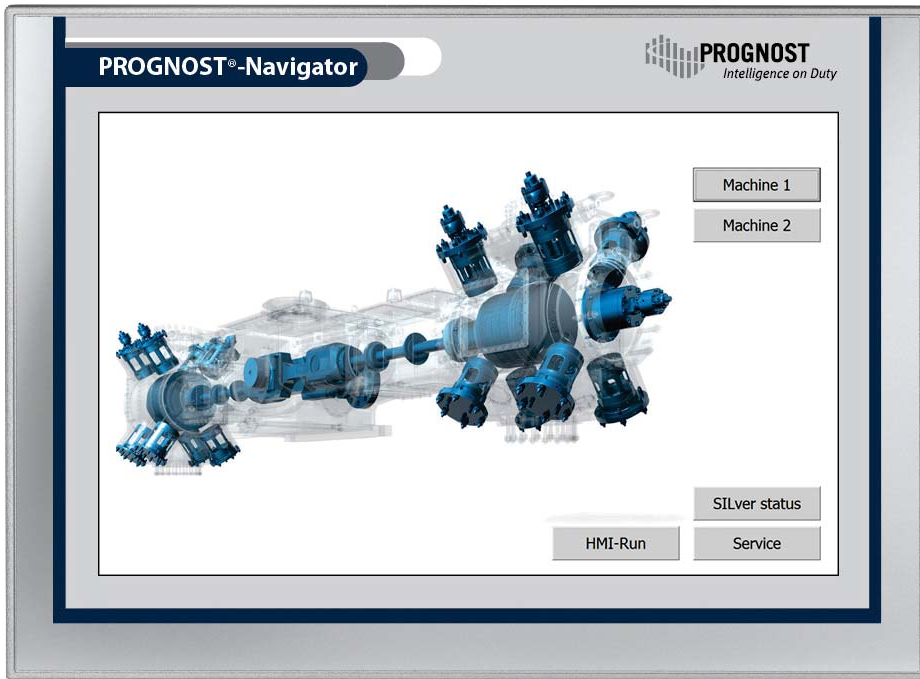 PROGNOST®-Navigator
PROGNOST
Intelligence on Duty
Machine 1
Machine 2
SILver status
HMI-Run
Service